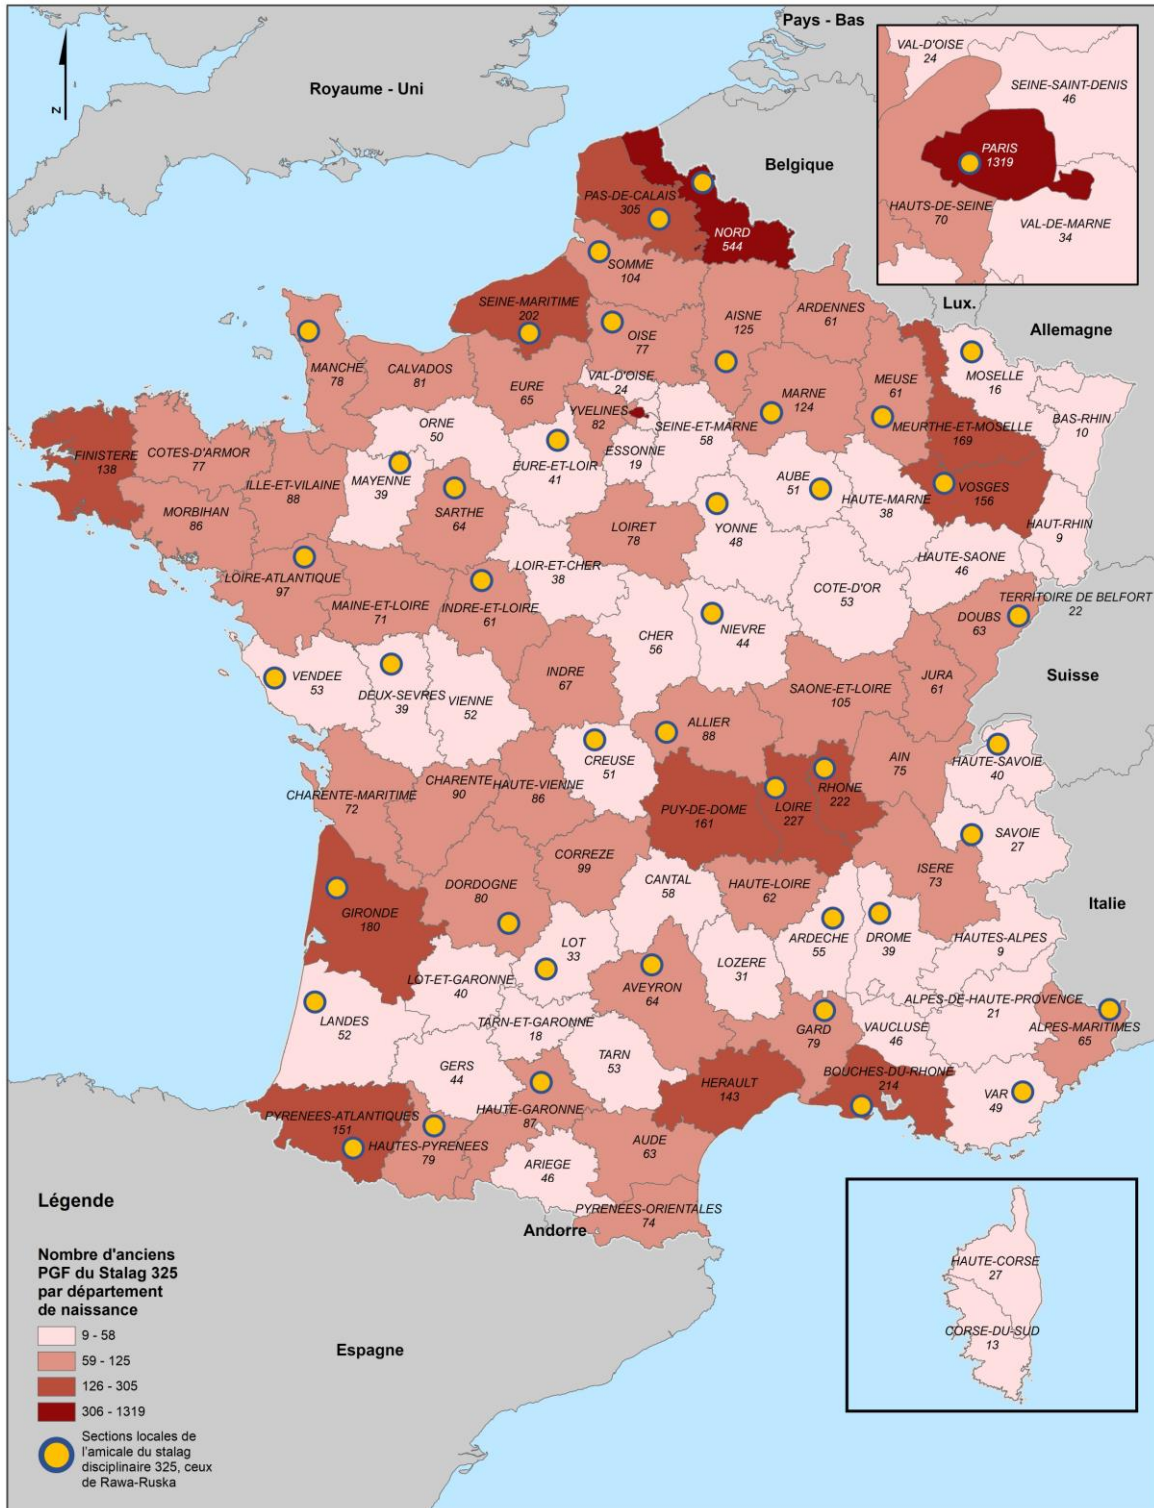 Pays - Bas
Royaume - Uni
Belgique
VAL-D'OISE
24
SEINE-SAINT-DENIS
46
PARIS
1319
HAUTS-DE-SEINE
70
VAL-DE-MARNE
34
Lux.
Allemagne
N
PAS-DE-CALAIS
305
NORD
544
SOMME
104
SEINE-MARITIME
202
OISE
77
AISNE
125
ARDENNES
61
MANCHE
78
CALVADOS
81
EURE
65
VAL-D'OISE
24
YVELINES
82
ESSONNE
19
SEINE-ET-MARNE
58
MARNE
124
MEUSE
61
MOSELLE
16
MEURTHE-ET-MOSELLE
169
BAS-RHIN
10
FINISTERE
138
COTES-D'ARMOR
77
MORBIHAN
86
ILLE-ET-VILAINE
88
ORNE
50
MAYENNE
39
SARTHE
64
EURE-ET-LOIR
41
LOIRET
78
YONNE
48
AUBE
51
HAUTE-MARNE
38
VOSGES
156
HAUT-RHIN
9
LOIRE-ATLANTIQUE
97
MAINE-ET-LOIRE
71
INDRE-ET-LOIRE
61
LOIR-ET-CHER
38
CHER
56
NIEVRE
44
COTE-D'OR
53
HAUTE-SAONE
46
TERRITOIRE DE BELFORT
22
DOUBS
63
VENDEE
53
DEUX-SEVRES
39
VIENNE
52
INDRE
67
ALLIER
88
SAONE-ET-LOIRE
105
JURA
61
Suisse
CHARENTE-MARITIME
72
CHARENTE
90
HAUTE-VIENNE
86
CREUSE
51
PUY-DE-DOME
161
LOIRE
227
RHONE
222
AIN
75
HAUTE-SAVOIE
40
SAVOIE
27
GIRONDE
180
DORDOGNE
80
CORREZE
99
CANTAL
58
HAUTE-LOIRE
62
ISERE
73
Italie
ARDECHE
55
DROME
39
HAUTES-ALPES
9
LOT-ET-GARONNE
40
LOT
33
AVEYRON
64
LOZERE
31
LANDES
52
TARN-ET-GARONNE
18
TARN
53
GARD
79
VAUCLUSE
46
ALPES-DE-HAUTE-PROVENCE
21
ALPES-MARITIMES
65
GERS
44
HAUTE-GARONNE
87
HERAULT
143
BOUCHES-DU-RHONE
214
VAR
49
PYRENEES-ATLANTIQUES
151
HAUTES-PYRENEES
79
ARIEGE
46
AUDE
63
PYRENEES-ORIENTALES
74
Andorre
Espagne
HAUTE-CORSE
27
CORSE-DU-SUD
13
Légende
Nombre d'anciens
PGF du Stalag 325
par département
de naissance
9 - 58
59 - 125
126 - 305
306 - 1319
Sections locales de
l'amicale du stalag
disciplinaire 325, ceux
de Rawa-Ruska